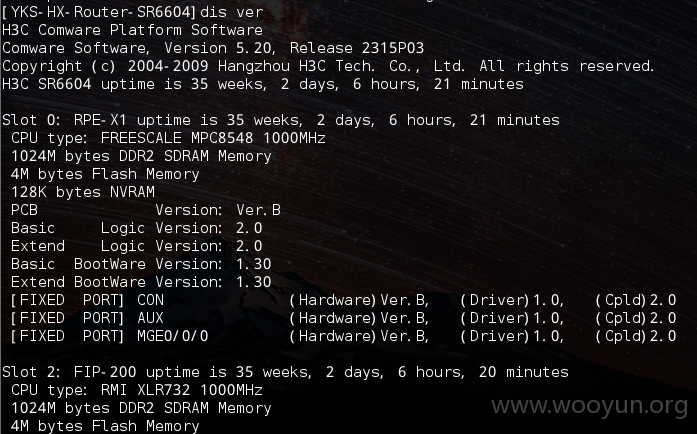 [YKS-HX-Router-SR6604]dis ver
H3C Comware Platform Software
Comware Software, Version 5.20, Release 2315P03
Copyright (c) 2004-2009 Hangzhou H3C Tech. Co., Ltd. All rights reserved.
H3C SR6604 uptime is 35 weeks, 2 days, 6 hours, 21 minutes
Slot 0: RPE-X1 uptime is 35 weeks, 2 days, 6 hours, 21 minutes
CPU type: FREESCALE MPC8548 1000MHz
1024M bytes DDR2 SDRAM Memory
4M bytes Flash Memory
128K bytes NVRAM
PCB Version: Ver.B
Basic Logic Version: 2.0
Extend Logic Version: 2.0
Basic BootWare Version: 1.30
Extend BootWare Version: 1.30
[FIXED PORT] CON (Hardware)Ver.B, (Driver)1.0, (Cpld)2.0
[FIXED PORT] AUX (Hardware)Ver.B, (Driver)1.0, (Cpld)2.0
[FIXED PORT] MGE0/0/0 (Hardware)Ver.B, (Driver)1.0, (Cpld)2.0
Slot 2: FIP-200 uptime is 35 weeks, 2 days, 6 hours, 20 minutes
CPU type: RMI XLR732 1000MHz
1024M bytes DDR2 SDRAM Memory
4M bytes Flash Memory
www.wooyun.org